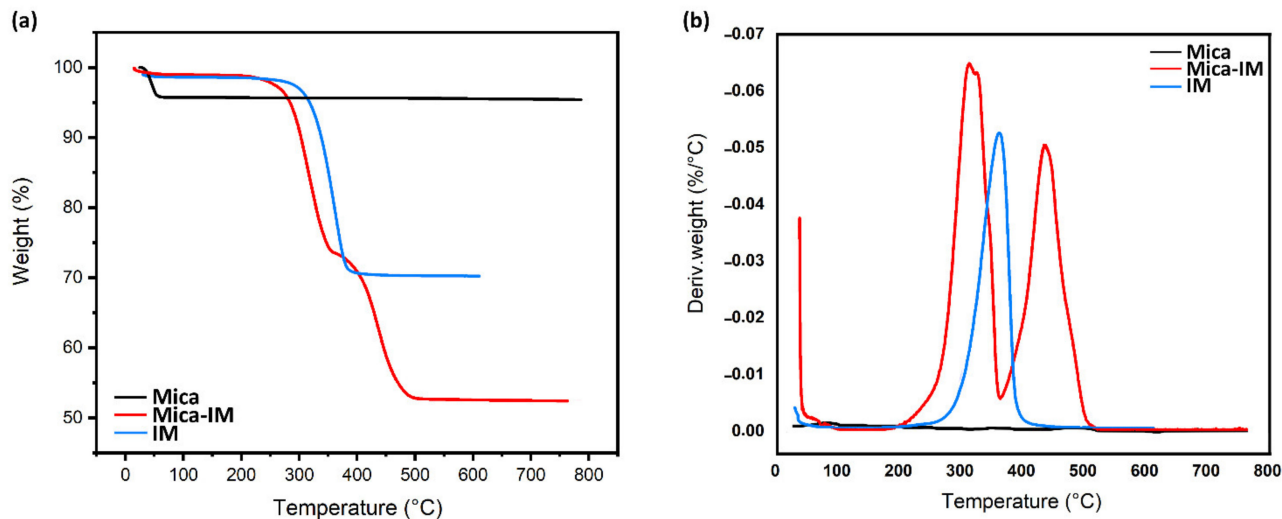 (a)
100
90
80
70
60
50
Weight (%)
0 100 200 300 400 500 600 700 800
Temperature (°C)
Mica
Mica-IM
IM
(b)
–0.07
–0.06
–0.05
–0.04
–0.03
–0.02
–0.01
0.00
Deriv.weight (%/°C)
100 200 300 400 500 600 700 800
Temperature (°C)
Mica
Mica-IM
IM